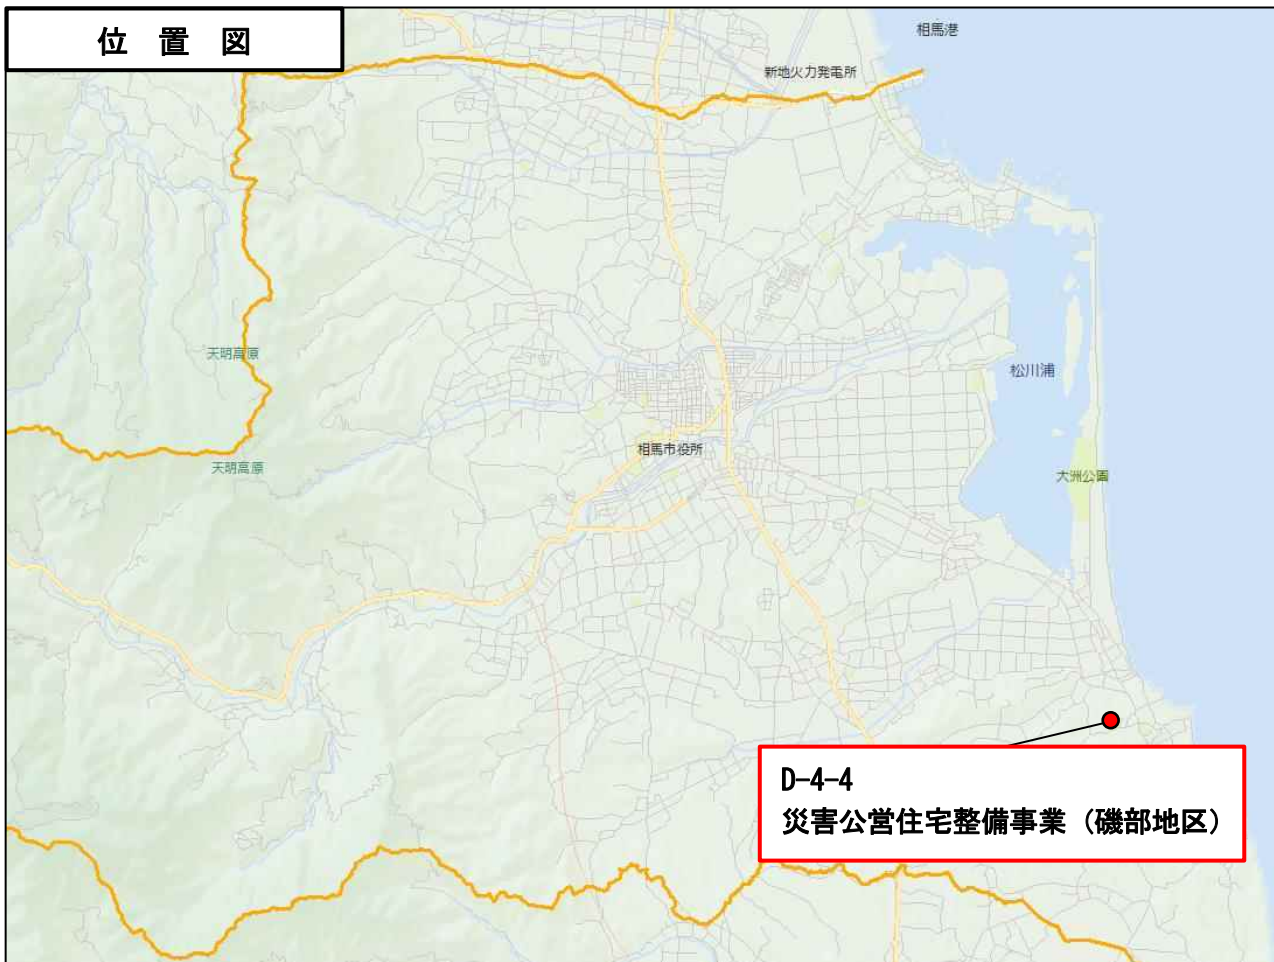 位置図
相馬港
新地火力発電所
天明高原
松川浦
相馬市役所
天明高原
大洲公園
D-4-4
災害公営住宅整備事業（磯部地区）